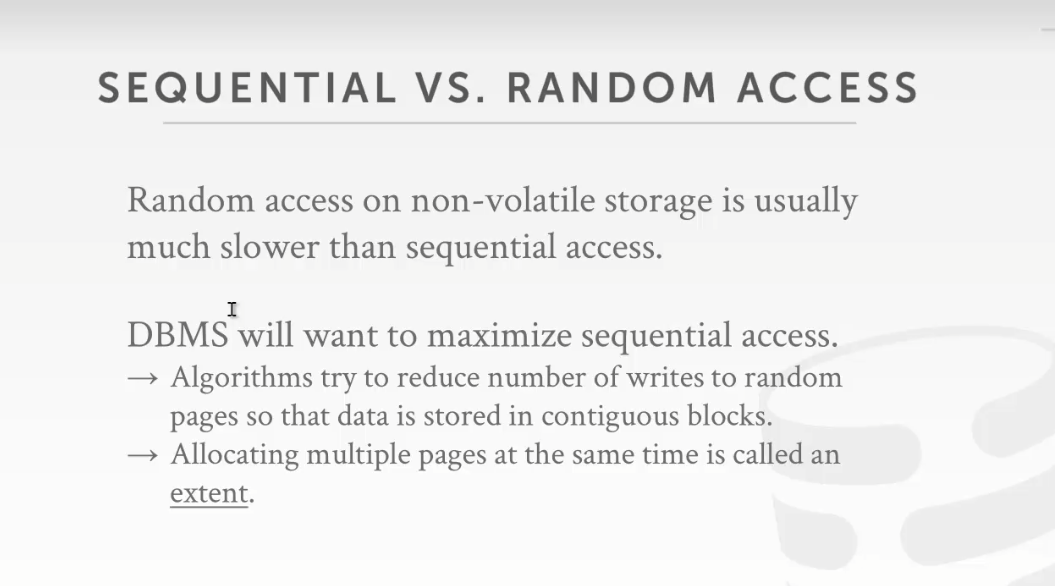 SEQUENTIAL VS. RANDOM ACCESS
Random access on non-volatile storage is usually
much slower than sequential access.
DBMS will want to maximize sequential access.
→ Algorithms try to reduce number of writes to random
pages so that data is stored in contiguous blocks.
→ Allocating multiple pages at the same time is called an
extent.